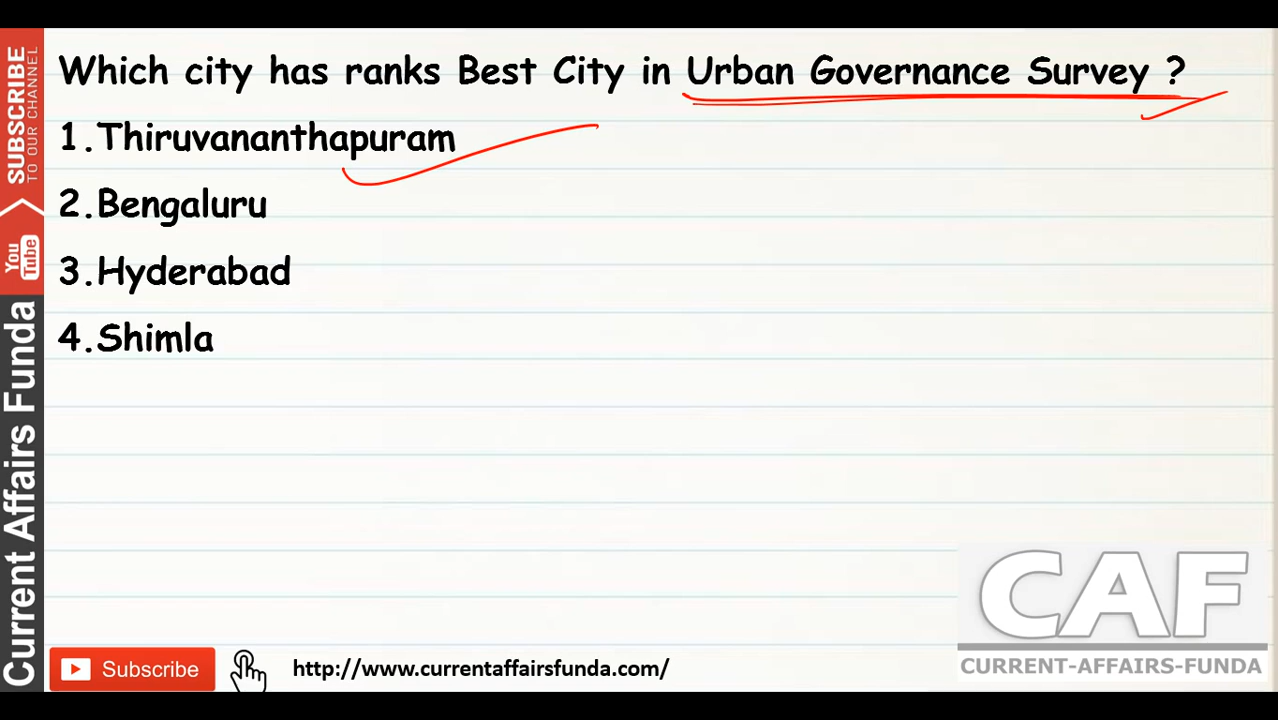 Which city has ranks Best City in Urban Governance Survey ?
1.Thiruvananthapuram
2.Bengaluru
3.Hyderabad
4.Shimla
SUBSCRIBE
TO OUR CHANNEL
You
Tube
Current Affairs Funda
CAF
CURRENT-AFFAIRS-FUNDA
Subscribe
http://www.currentaffairsfunda.com/